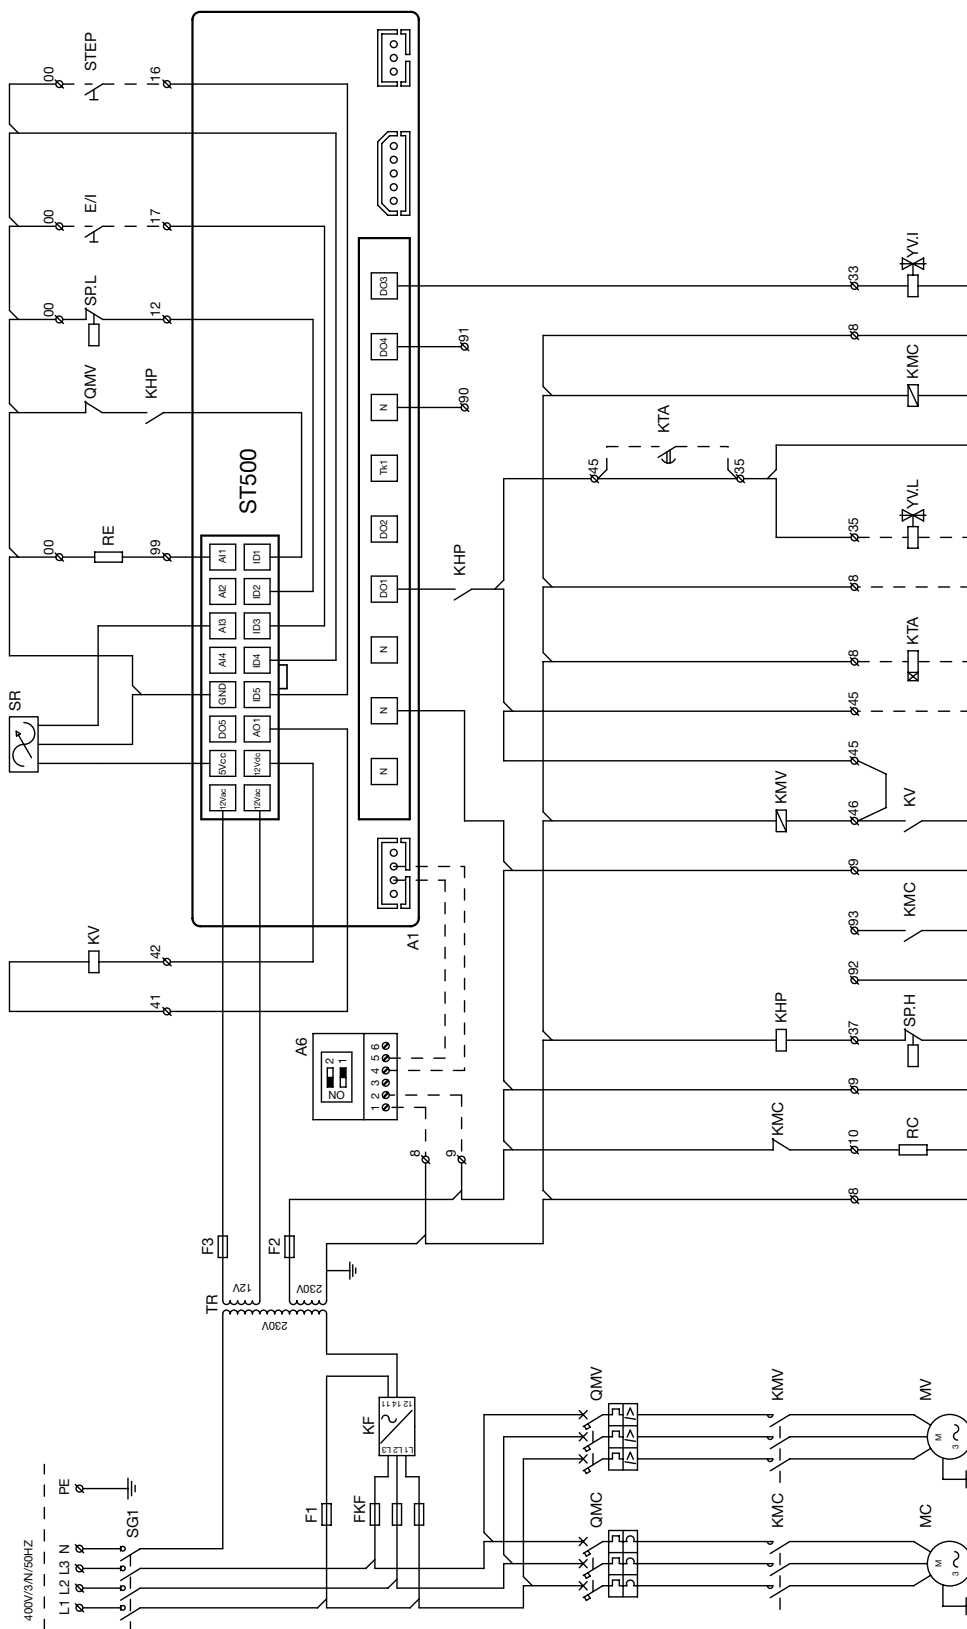 STEP
00
16
E/I
00
17
SP.L
00
12
QMV
KHP
RE
00
99
ST500
SR
AI1
AI2
AI3
AI4
GND
DO5
5Vcc
12Vac
ID1
ID2
ID3
ID4
ID5
AO1
12Vdc
12Vac
DO3
DO4
N
Tk1
DO2
DO1
N
N
N
A1
91
90
KHP
KTA
45
35
33
YV.I
8
KMC
35
YV.L
8
8
KTA
45
45
KMV
46
KV
9
93
KMC
92
KHP
37
SP.H
9
KMC
10
RC
8
KV
42
41
A6
NO
1
2
1 2 3 4 5 6
8
9
F3
F2
TR
12V
230V
230V
KF
12 14 11
L1 L2 L3
F1
FKF
QMV
QMC
KMV
KMC
MV
MC
M
3
M
3
400V/3/N/50HZ
PE
N
L3
L2
L1
SG1